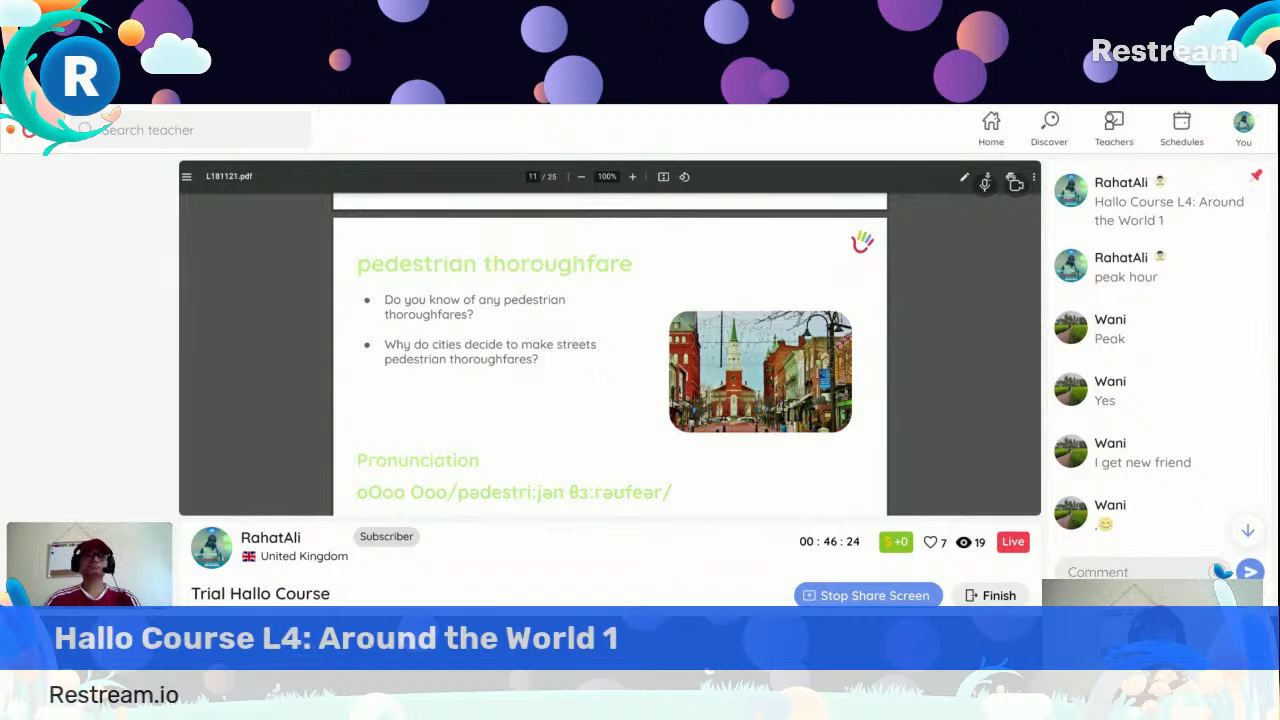 R
Restream
Search teacher
Home
Discover
Teachers
Schedules
You
L181121.pdf
11 / 25
100%
pedestrian thoroughfare
● Do you know of any pedestrian
thoroughfares?
● Why do cities decide to make streets
pedestrian thoroughfares?
Pronunciation
oOoo Ooo/pədestriːjən θɜːrəʊfeər/
RahatAli
Hallo Course L4: Around
the World 1
RahatAli
peak hour
Wani
Peak
Wani
Yes
Wani
I get new friend
Wani
.😊
Comment
RahatAli
Subscriber
United Kingdom
00 : 46 : 24
$ +0
7
19
Live
Trial Hallo Course
Stop Share Screen
Finish
Hallo Course L4: Around the World 1
Restream.io